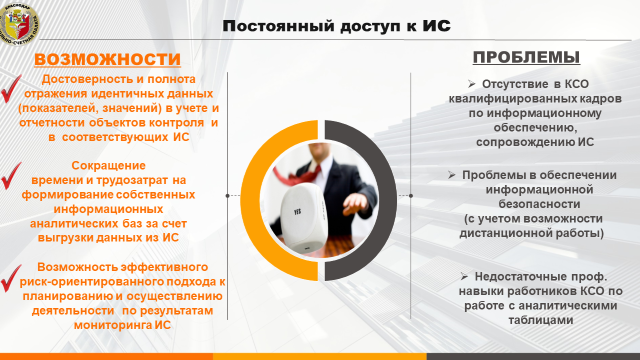 Постоянный доступ к ИС
ВОЗМОЖНОСТИ
Достоверность и полнота
отражения идентичных данных
(показателей, значений) в учете и
отчетности объектов контроля и
в соответствующих ИС
Сокращение
времени и трудозатрат на
формирование собственных
информационных
аналитических баз за счет
выгрузки данных из ИС
Возможность эффективного
риск-ориентированного подхода к
планированию и осуществлению
деятельности по результатам
мониторинга ИС
YES
ПРОБЛЕМЫ
Отсутствие в КСО
квалифицированных кадров
по информационному
обеспечению,
сопровождению ИС
Проблемы в обеспечении
информационной
безопасности
(с учетом возможности
дистанционной работы)
Недостаточные проф.
навыки работников КСО по
работе с аналитическими
таблицами